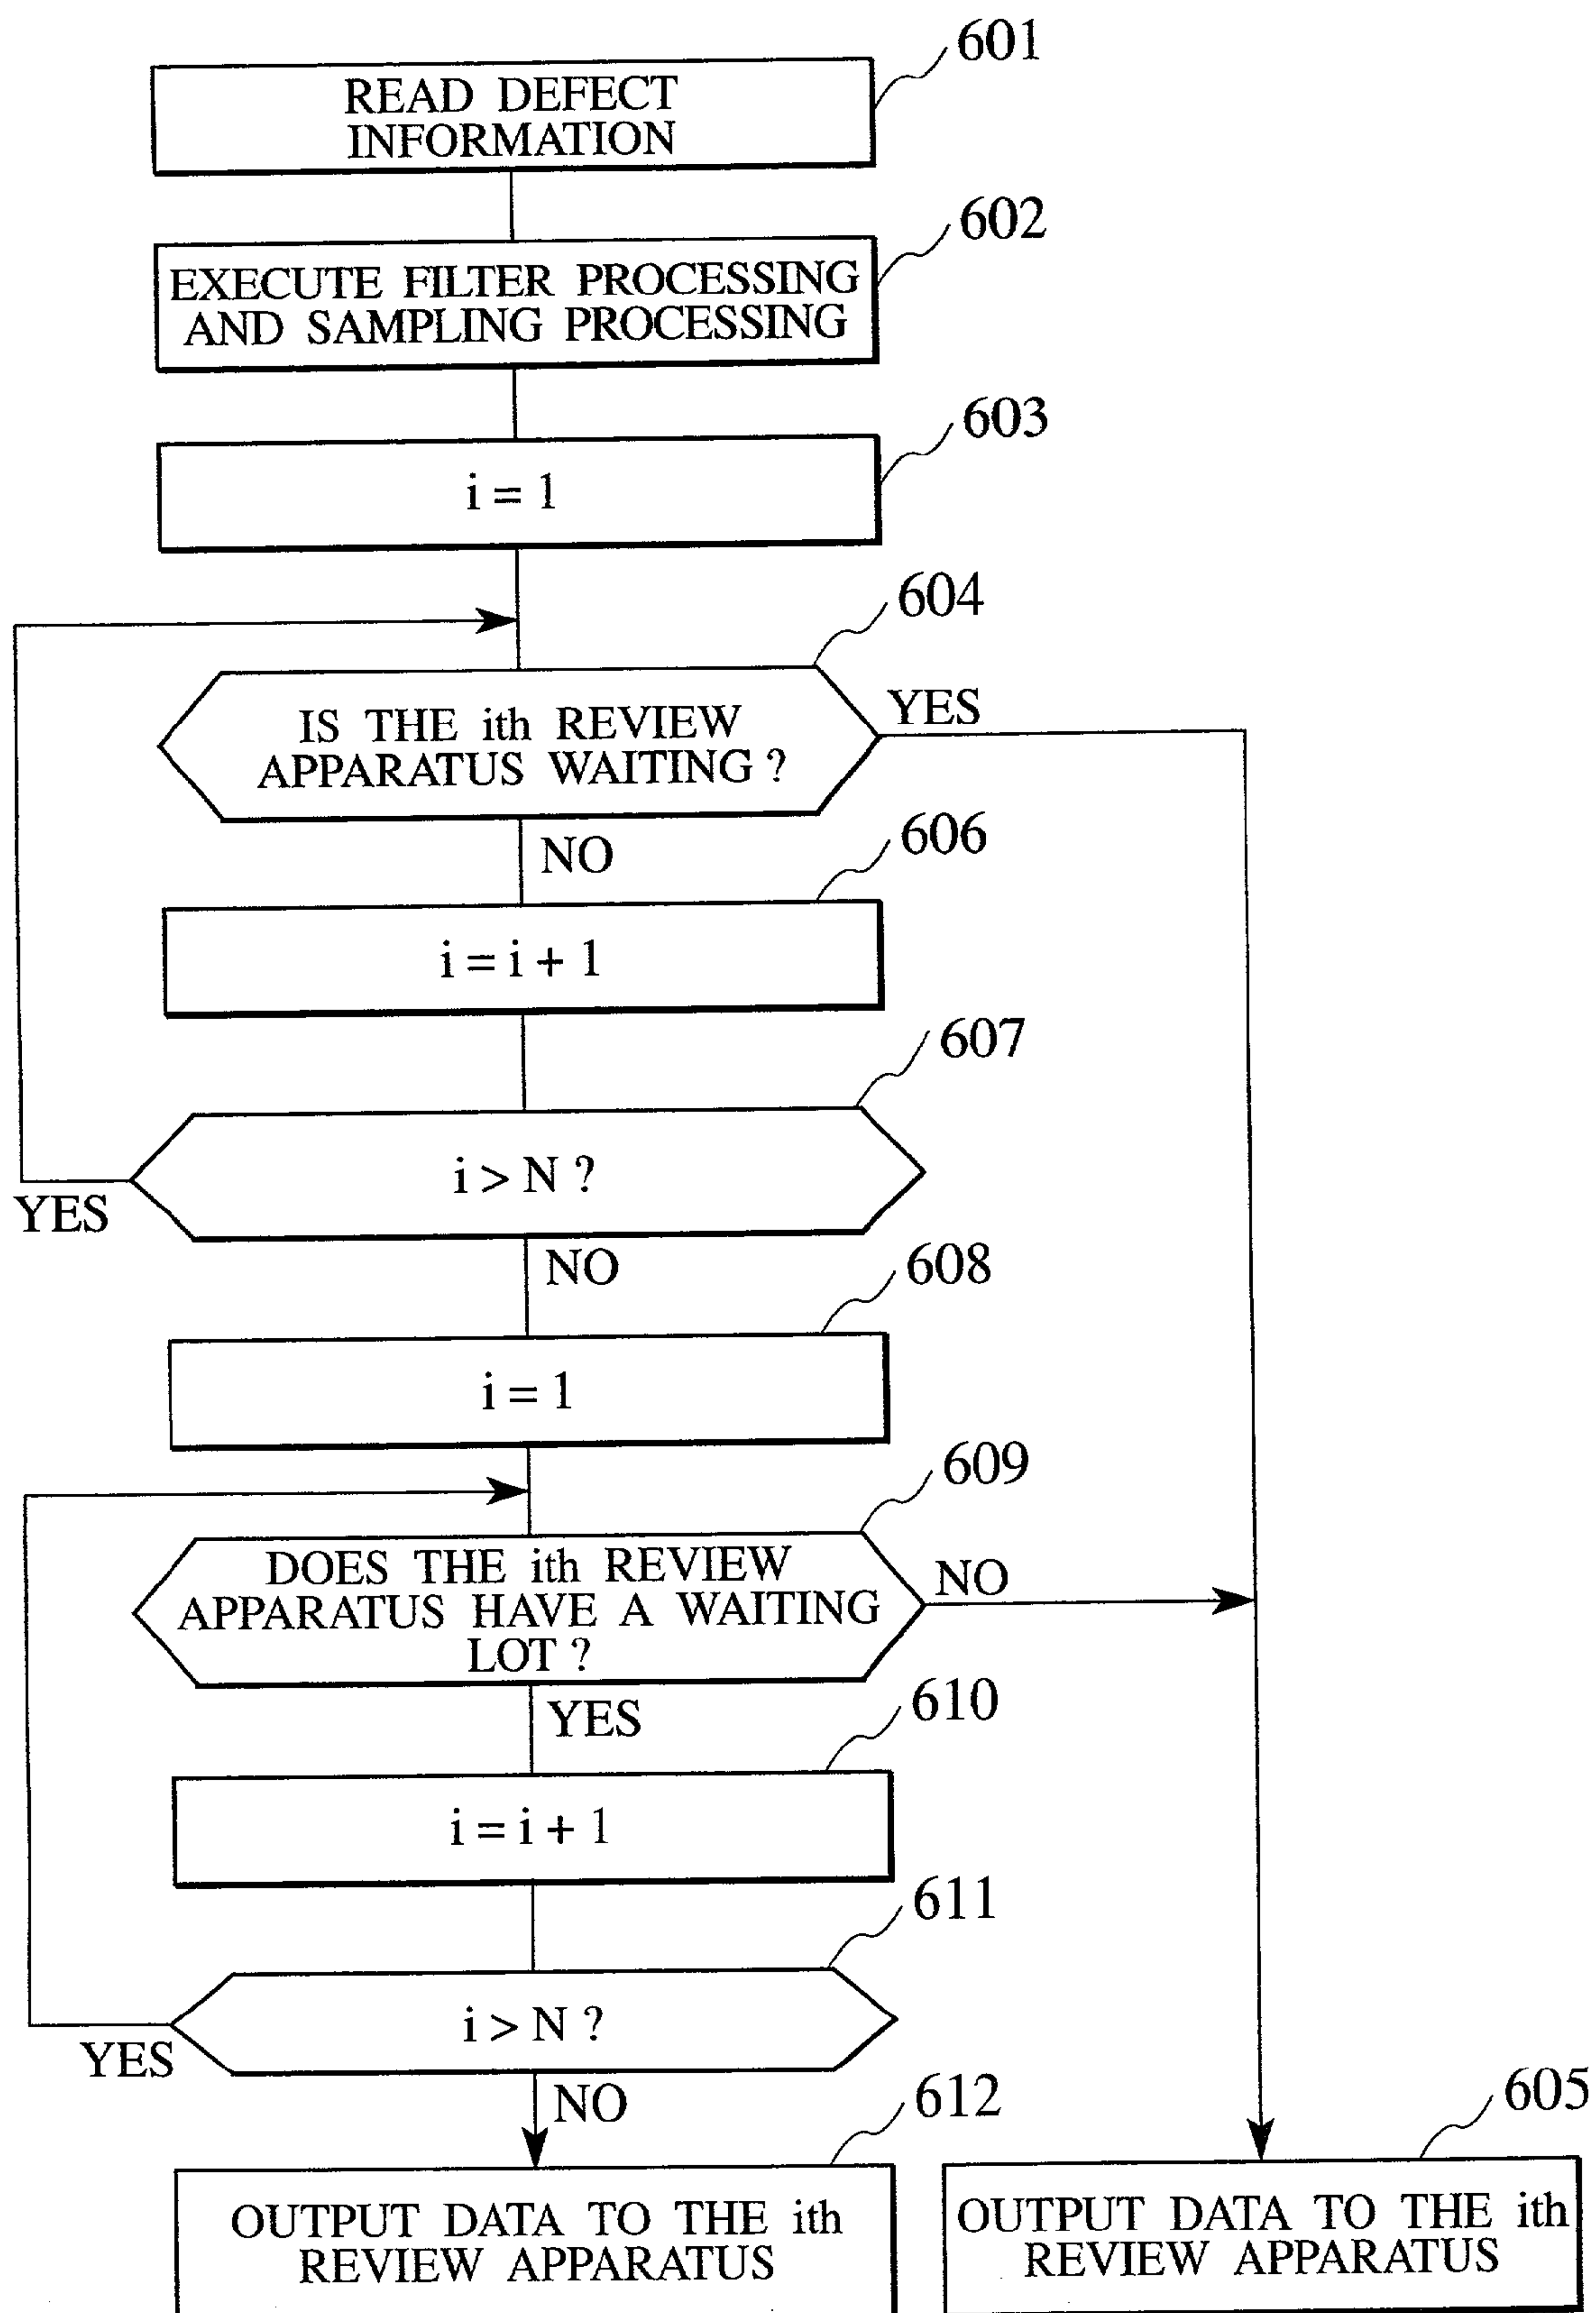 601
READ DEFECT
INFORMATION
602
EXECUTE FILTER PROCESSING
AND SAMPLING PROCESSING
603
i = 1
604
IS THE ith REVIEW
APPARATUS WAITING ?
YES
NO
606
i = i + 1
607
i > N ?
YES
NO
608
i = 1
609
DOES THE ith REVIEW
APPARATUS HAVE A WAITING
LOT ?
NO
YES
610
i = i + 1
611
i > N ?
YES
NO
612
OUTPUT DATA TO THE ith
REVIEW APPARATUS
605
OUTPUT DATA TO THE ith
REVIEW APPARATUS